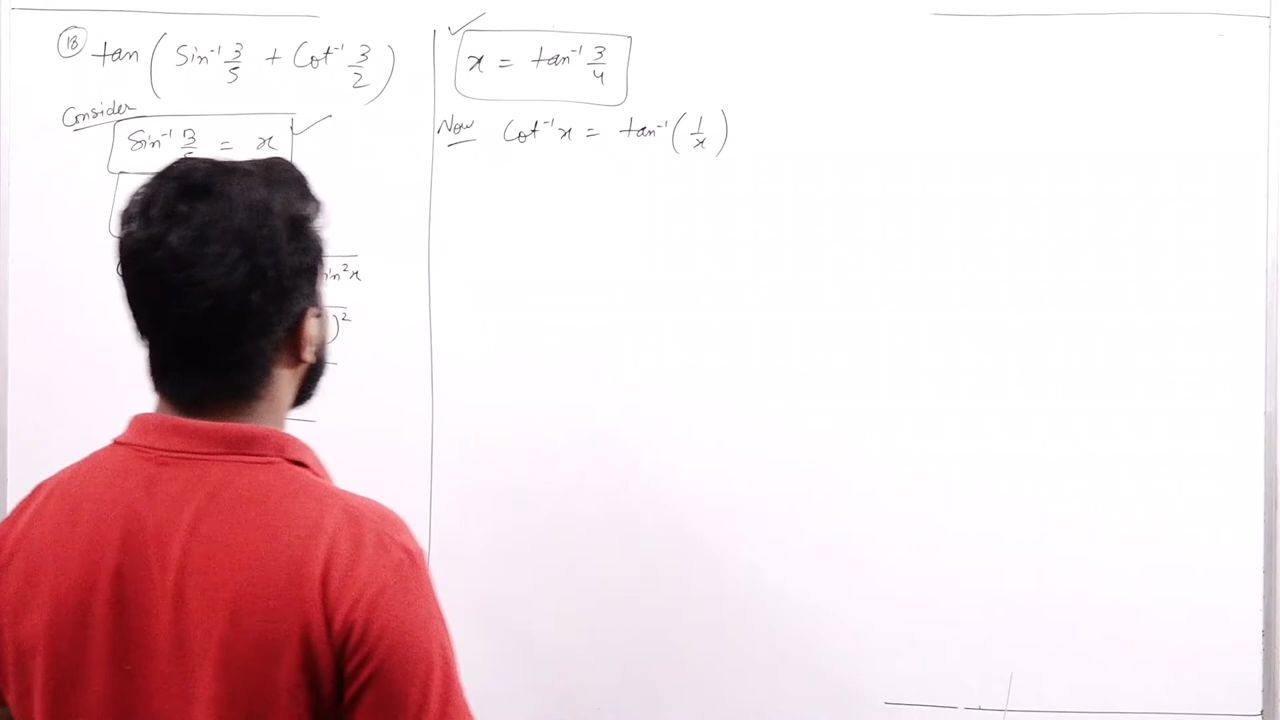 (18) tan ( Sin⁻¹ 3/5 + Cot⁻¹ 3/2 )
Consider
Sin⁻¹ 3/5 = x
in²x
)²
x = tan⁻¹ 3/4
Now Cot⁻¹x = tan⁻¹ ( 1/x )